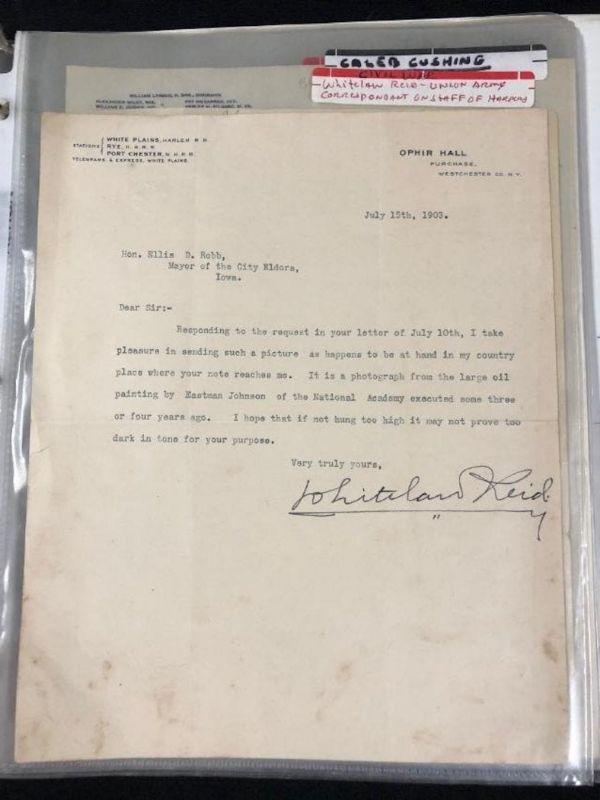 CALEB CUSHING
CIVIL WAR
Whitelaw Reid - UNION ARMY
CORRESPONDANT ON STAFF OF HARPERS
STATIONS
WHITE PLAINS, HARLEM R. R.
RYE, N. H. R. R.
PORT CHESTER, N. H. R. R.
TELEGRAMS & EXPRESS, WHITE PLAINS.
OPHIR HALL
PURCHASE,
WESTCHESTER CO. N. Y.
July 15th, 1903.
Hon. Ellis D. Robb,
Mayor of the City Eldora,
Iowa.
Dear Sir:-
Responding to the request in your letter of July 10th, I take
pleasure in sending such a picture as happens to be at hand in my country
place where your note reaches me. It is a photograph from the large oil
painting by Eastman Johnson of the National Academy executed some three
or four years ago. I hope that if not hung too high it may not prove too
dark in tone for your purpose.
Very truly yours,
Whitelaw Reid